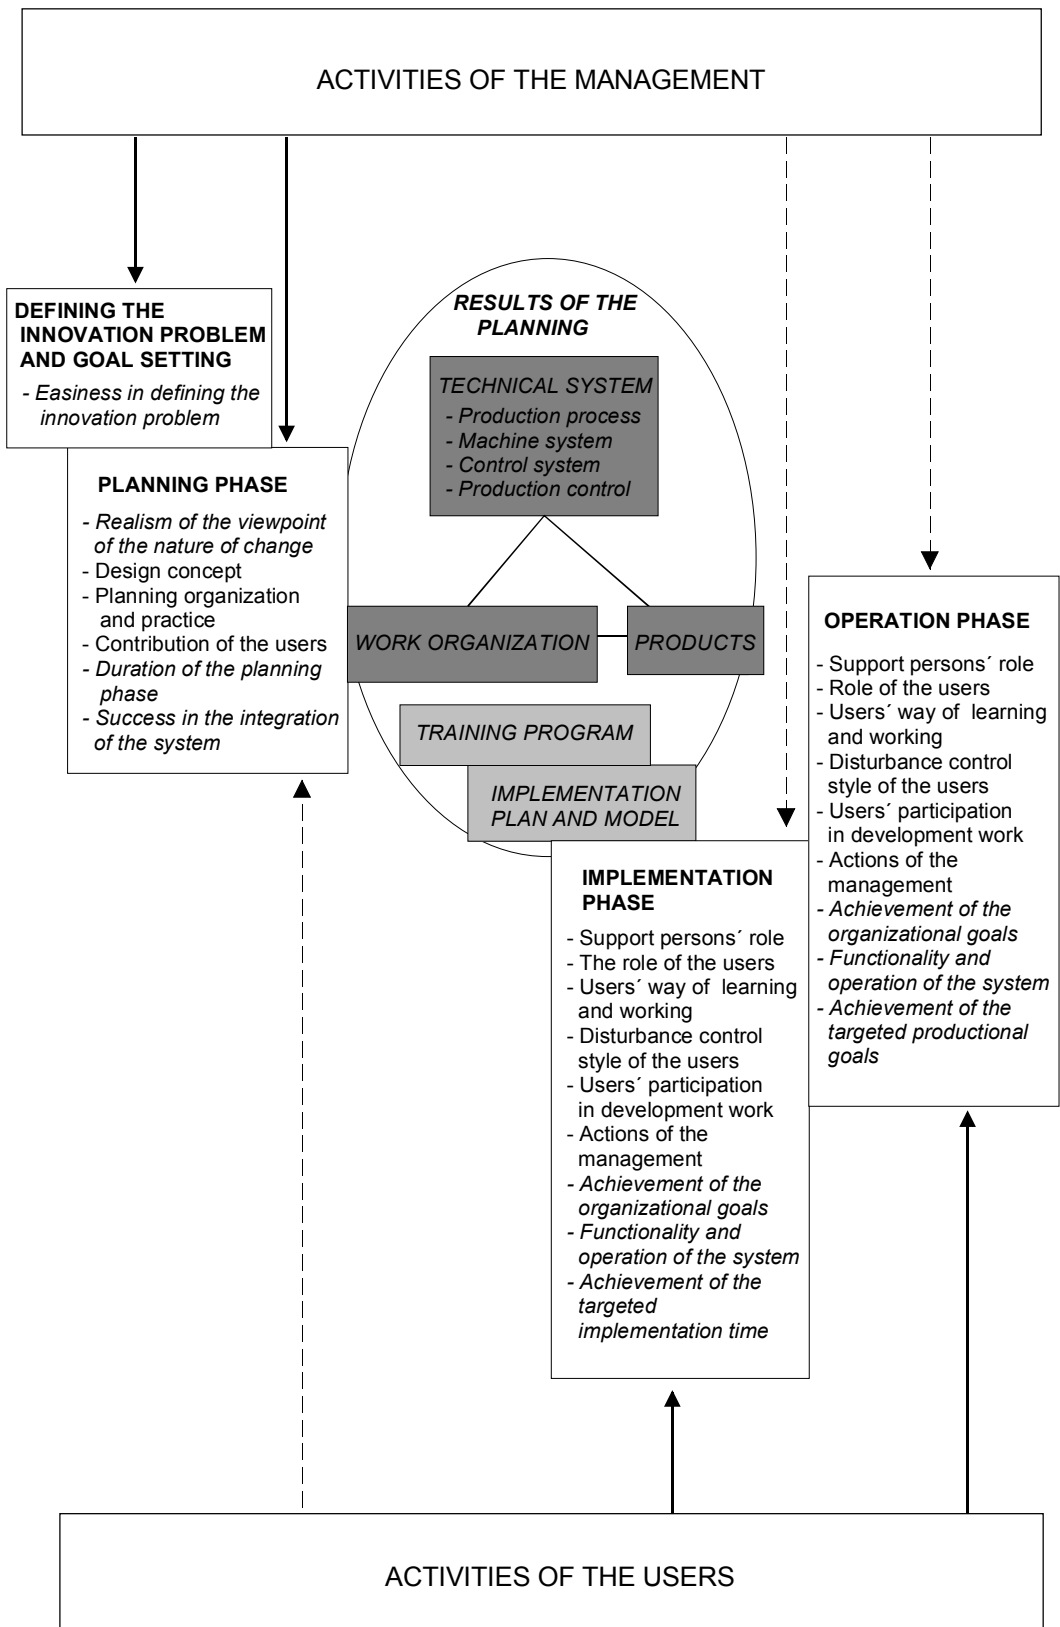 ACTIVITIES OF THE MANAGEMENT
DEFINING THE
INNOVATION PROBLEM
AND GOAL SETTING
- Easiness in defining the
innovation problem
PLANNING PHASE
- Realism of the viewpoint
of the nature of change
- Design concept
- Planning organization
and practice
- Contribution of the users
- Duration of the planning
phase
- Success in the integration
of the system
RESULTS OF THE
PLANNING
TECHNICAL SYSTEM
- Production process
- Machine system
- Control system
- Production control
WORK ORGANIZATION
PRODUCTS
TRAINING PROGRAM
IMPLEMENTATION
PLAN AND MODEL
IMPLEMENTATION
PHASE
- Support persons´ role
- The role of the users
- Users´ way of learning
and working
- Disturbance control
style of the users
- Users´ participation
in development work
- Actions of the
management
- Achievement of the
organizational goals
- Functionality and
operation of the system
- Achievement of the
targeted
implementation time
OPERATION PHASE
- Support persons´ role
- Role of the users
- Users´ way of learning
and working
- Disturbance control
style of the users
- Users´ participation
in development work
- Actions of the
management
- Achievement of the
organizational goals
- Functionality and
operation of the system
- Achievement of the
targeted productional
goals
ACTIVITIES OF THE USERS